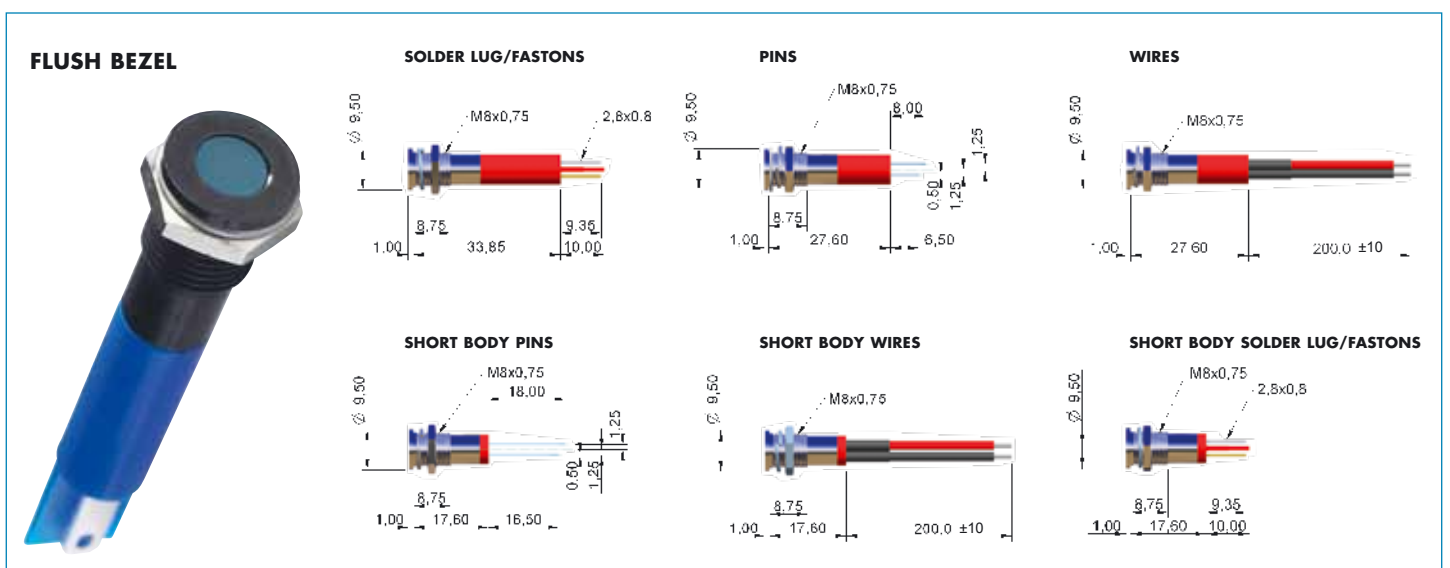 FLUSH BEZEL
SOLDER LUG/FASTONS
Ø 9,50
M8x0,75
2,8x0.8
8,75
9.35
1.00
33,85
10,00
PINS
Ø 9,50
M8x0,75
8,00
1,25
0,50
1,25
8.75
1,00
27,60
6,50
WIRES
Ø 9,50
M8x0,75
1,00
27 60
200,0 ±10
SHORT BODY PINS
Ø 9,50
M8x0,75
18.00
1,25
0,50
1,25
8,75
1,00
17,60
16,50
SHORT BODY WIRES
Ø 9,50
M8x0,75
8.75
1,00
17,60
200,0 ±10
SHORT BODY SOLDER LUG/FASTONS
Ø 9,50
M8x0,75
2,8x0,8
8,75
9,35
1,00
17,60
10,00